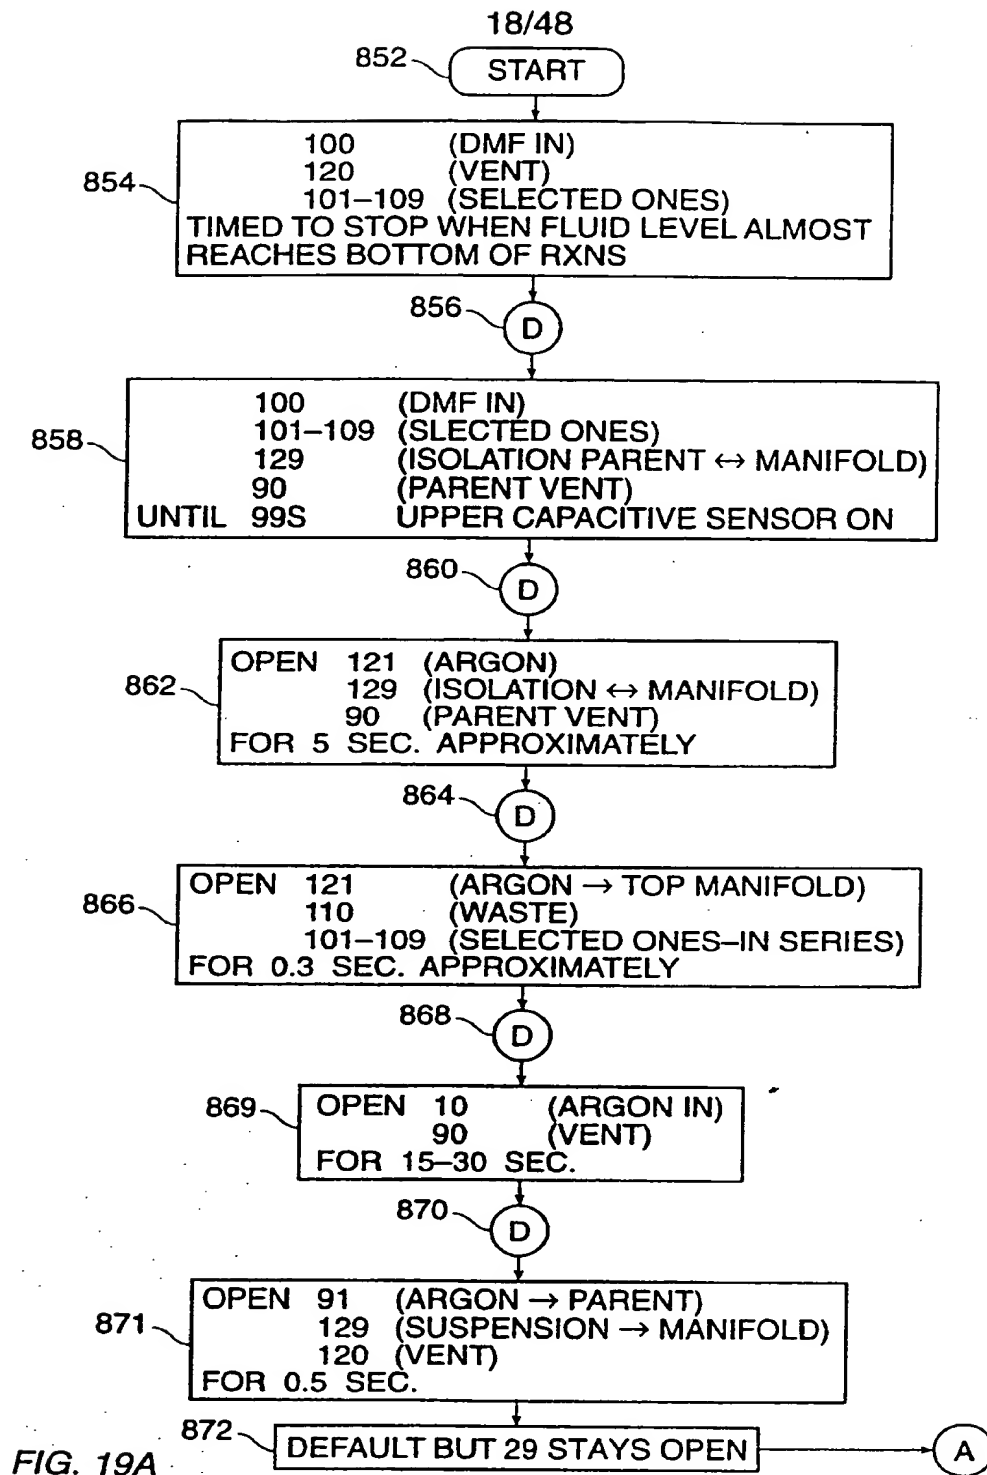 18/48
852
START
854
100 (DMF IN)
120 (VENT)
101–109 (SELECTED ONES)
TIMED TO STOP WHEN FLUID LEVEL ALMOST
REACHES BOTTOM OF RXNS
856
D
858
100 (DMF IN)
101–109 (SLECTED ONES)
129 (ISOLATION PARENT ↔ MANIFOLD)
90 (PARENT VENT)
UNTIL 99S UPPER CAPACITIVE SENSOR ON
860
D
862
OPEN 121 (ARGON)
129 (ISOLATION ↔ MANIFOLD)
90 (PARENT VENT)
FOR 5 SEC. APPROXIMATELY
864
D
866
OPEN 121 (ARGON → TOP MANIFOLD)
110 (WASTE)
101–109 (SELECTED ONES–IN SERIES)
FOR 0.3 SEC. APPROXIMATELY
868
D
869
OPEN 10 (ARGON IN)
90 (VENT)
FOR 15–30 SEC.
870
D
871
OPEN 91 (ARGON → PARENT)
129 (SUSPENSION → MANIFOLD)
120 (VENT)
FOR 0.5 SEC.
872
DEFAULT BUT 29 STAYS OPEN
A
FIG. 19A